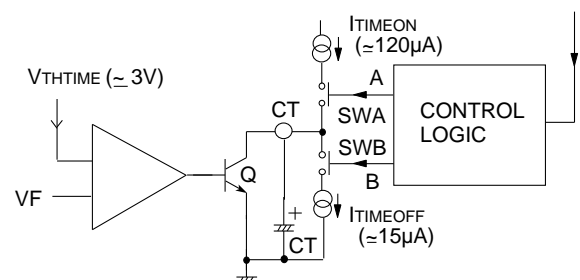 ITIMEON
(≃120µA)
VTHTIME (≃ 3V)
A
CT
SWA
CONTROL
LOGIC
SWB
Q
B
VF
+
CT
ITIMEOFF
(≃15µA)